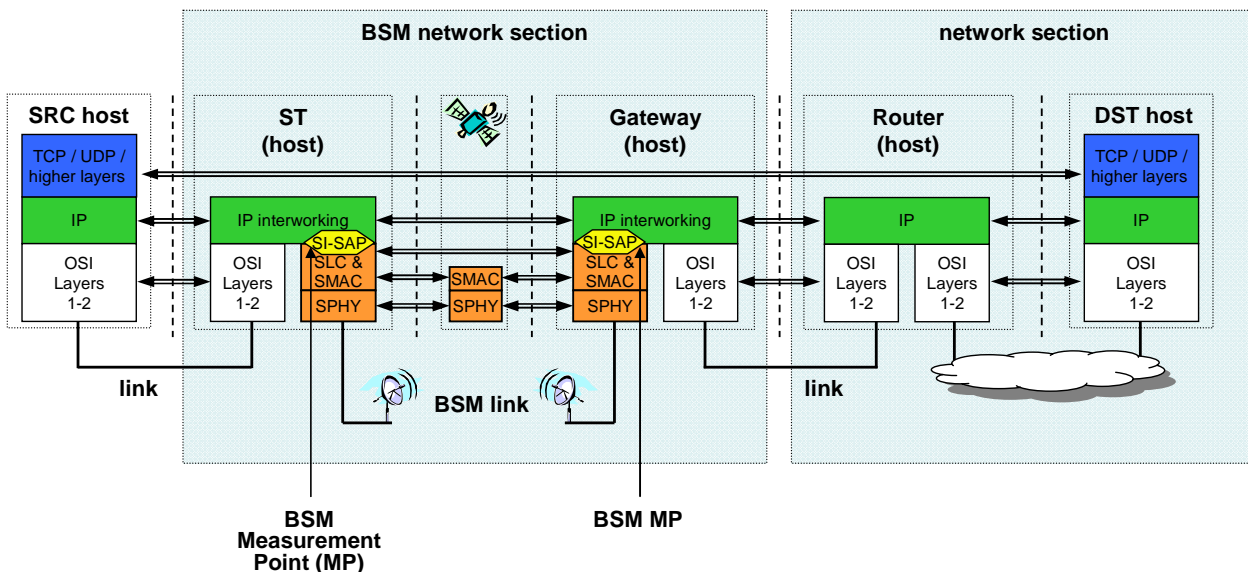 BSM network section
network section
SRC host
ST
(host)
Gateway
(host)
Router
(host)
DST host
TCP / UDP /
higher layers
TCP / UDP /
higher layers
IP
IP interworking
IP interworking
IP
IP
SI-SAP
SI-SAP
OSI
Layers
1-2
OSI
Layers
1-2
SLC &
SMAC
SPHY
SMAC
SPHY
SLC &
SMAC
SPHY
OSI
Layers
1-2
OSI
Layers
1-2
OSI
Layers
1-2
OSI
Layers
1-2
link
BSM link
link
BSM
Measurement
Point (MP)
BSM MP